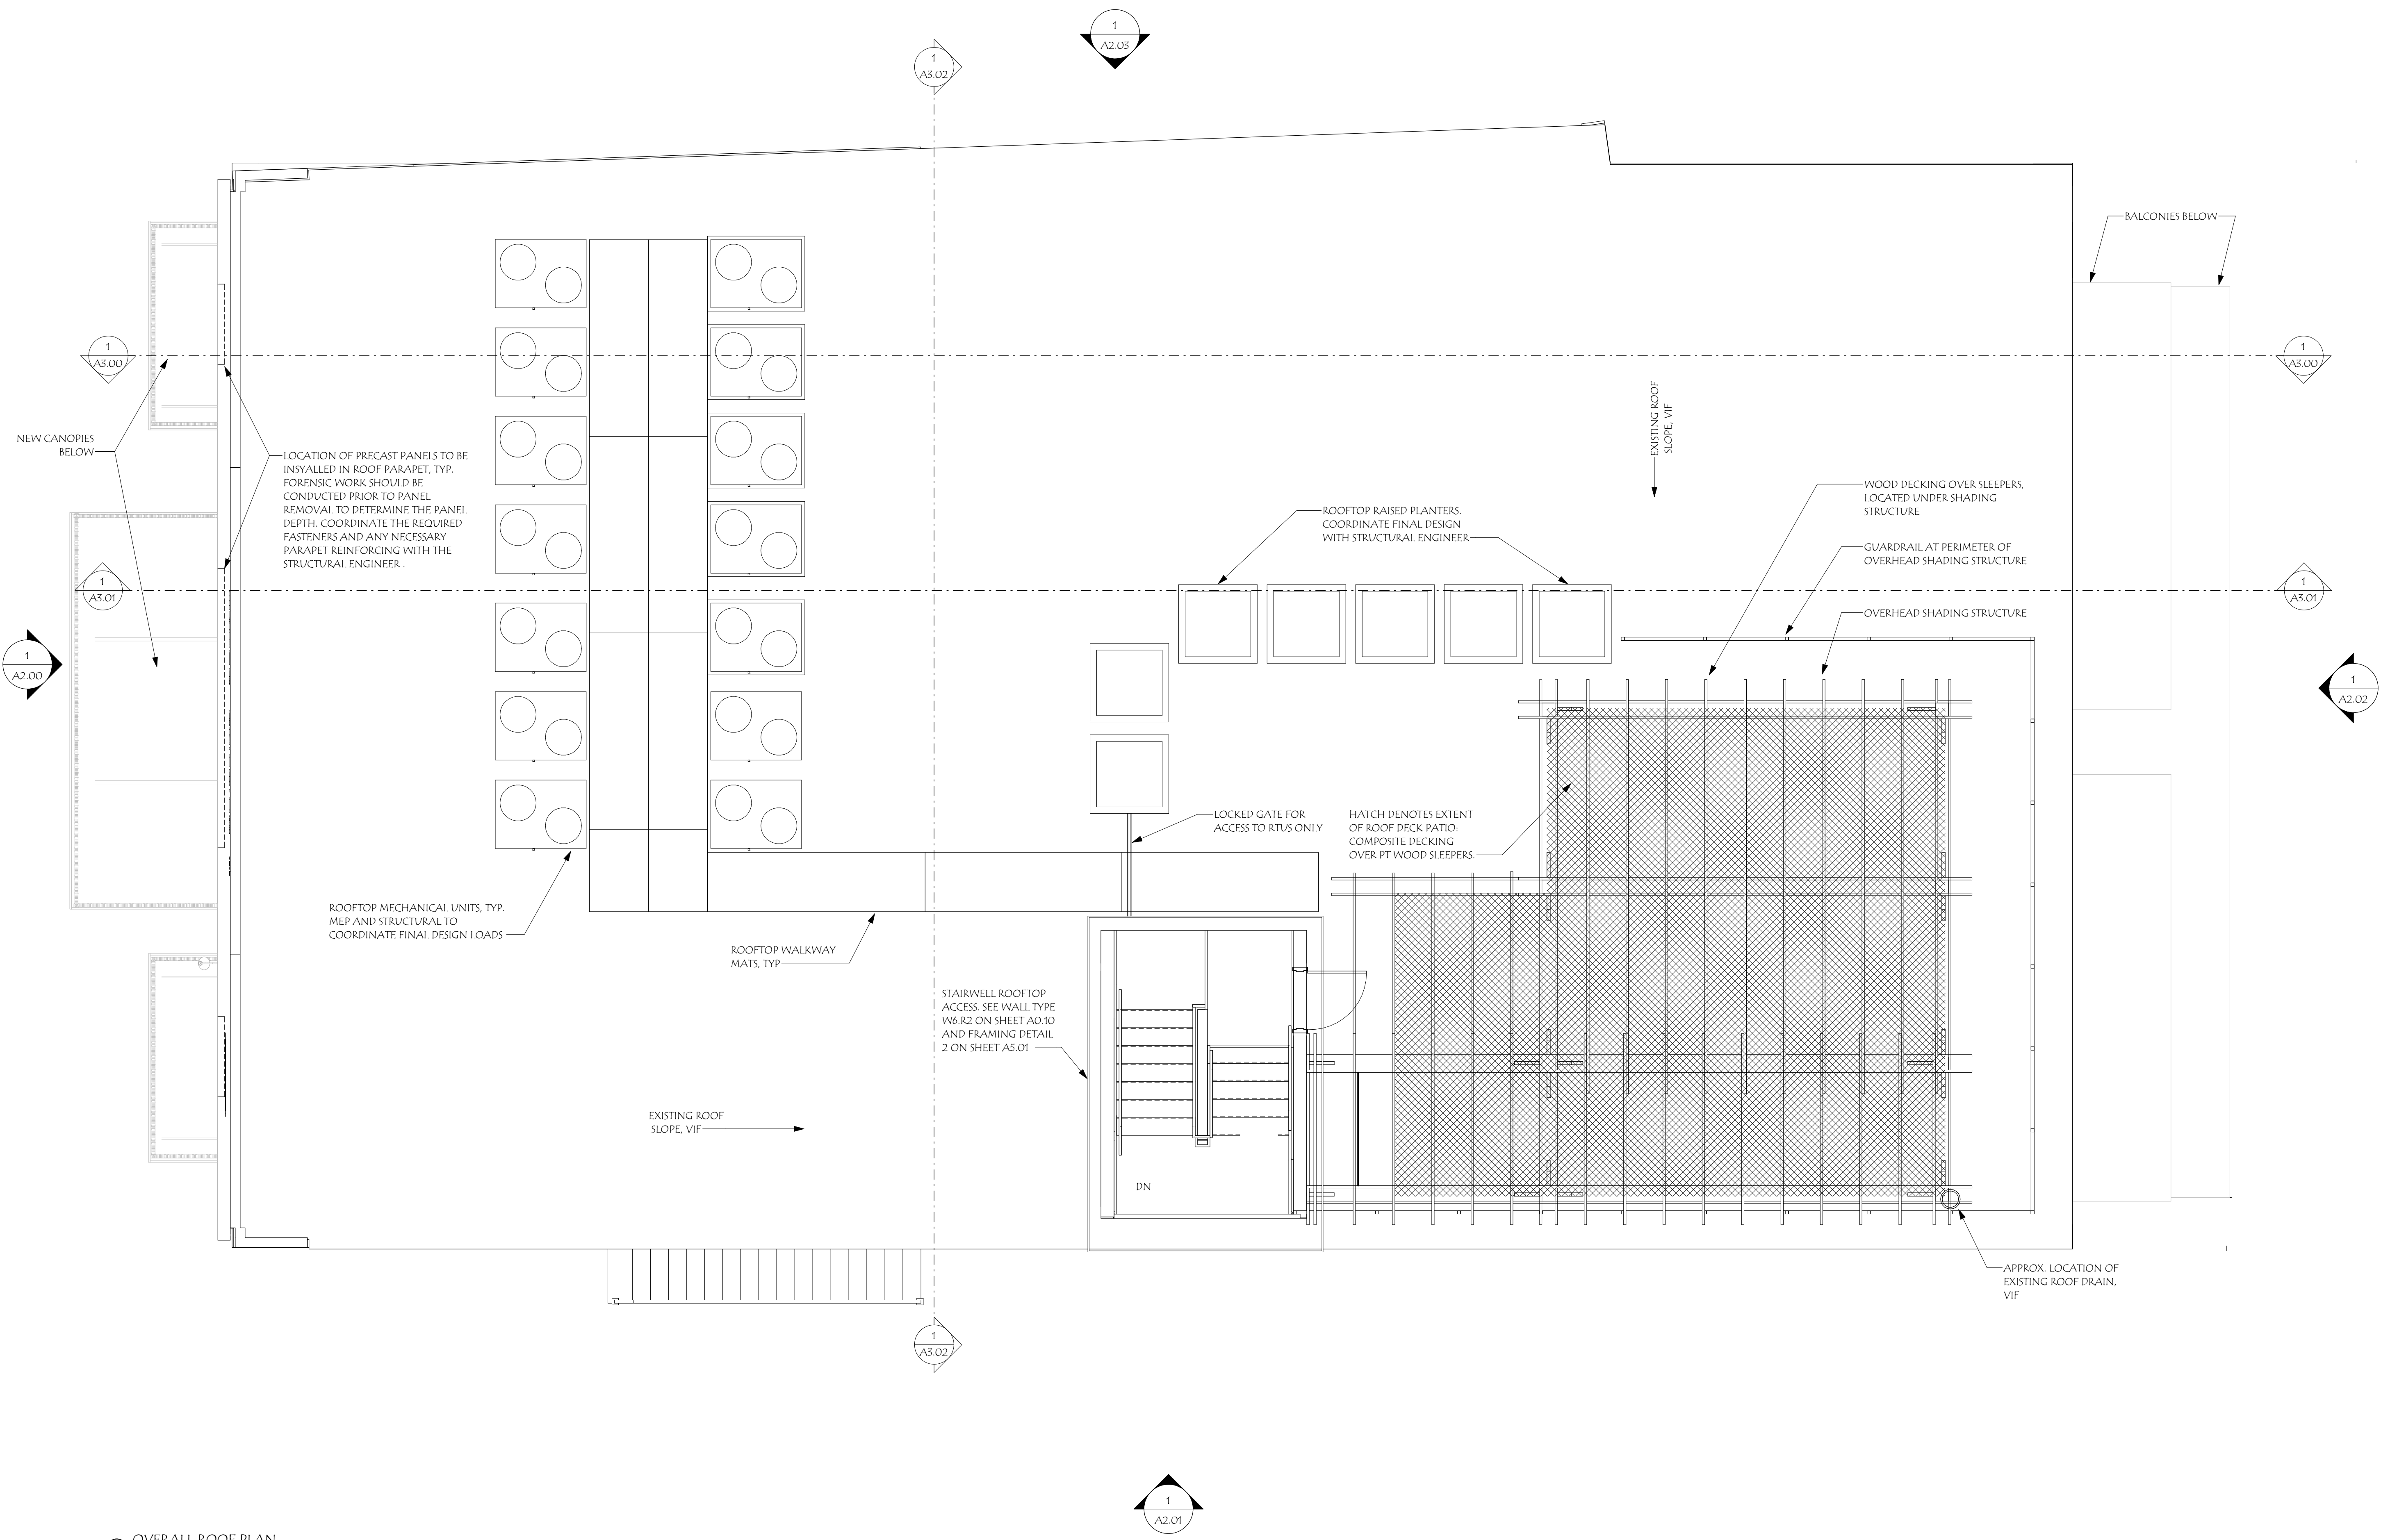 1
A2.03
1
A3.02
BALCONIES BELOW
1
A3.00
1
A3.00
EXISTING ROOF
SLOPE, VIF
NEW CANOPIES
BELOW
LOCATION OF PRECAST PANELS TO BE
INSYALLED IN ROOF PARAPET, TYP.
FORENSIC WORK SHOULD BE
CONDUCTED PRIOR TO PANEL
REMOVAL TO DETERMINE THE PANEL
DEPTH. COORDINATE THE REQUIRED
FASTENERS AND ANY NECESSARY
PARAPET REINFORCING WITH THE
STRUCTURAL ENGINEER .
WOOD DECKING OVER SLEEPERS,
LOCATED UNDER SHADING
STRUCTURE
ROOFTOP RAISED PLANTERS.
COORDINATE FINAL DESIGN
WITH STRUCTURAL ENGINEER
GUARDRAIL AT PERIMETER OF
OVERHEAD SHADING STRUCTURE
1
A3.01
1
A3.01
OVERHEAD SHADING STRUCTURE
1
A2.00
1
A2.02
LOCKED GATE FOR
ACCESS TO RTU'S ONLY
HATCH DENOTES EXTENT
OF ROOF DECK PATIO:
COMPOSITE DECKING
OVER PT WOOD SLEEPERS.
ROOFTOP MECHANICAL UNITS, TYP.
MEP AND STRUCTURAL TO
COORDINATE FINAL DESIGN LOADS
ROOFTOP WALKWAY
MATS, TYP
STAIRWELL ROOFTOP
ACCESS. SEE WALL TYPE
W6.R2 ON SHEET A0.10
AND FRAMING DETAIL
2 ON SHEET A5.01
EXISTING ROOF
SLOPE, VIF
DN
APPROX. LOCATION OF
EXISTING ROOF DRAIN,
VIF
1
A3.02
1
A2.01
OVERALL ROOF PLAN